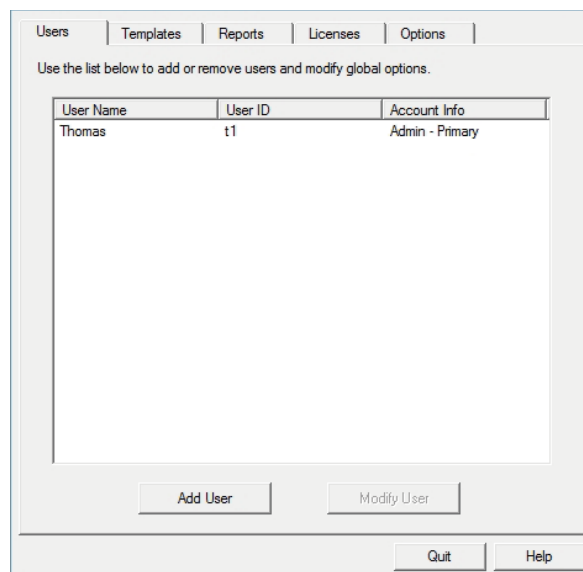 Users Templates Reports Licenses Options
Use the list below to add or remove users and modify global options.
User Name User ID Account Info
Thomas t1 Admin - Primary
Add User Modify User
Quit Help